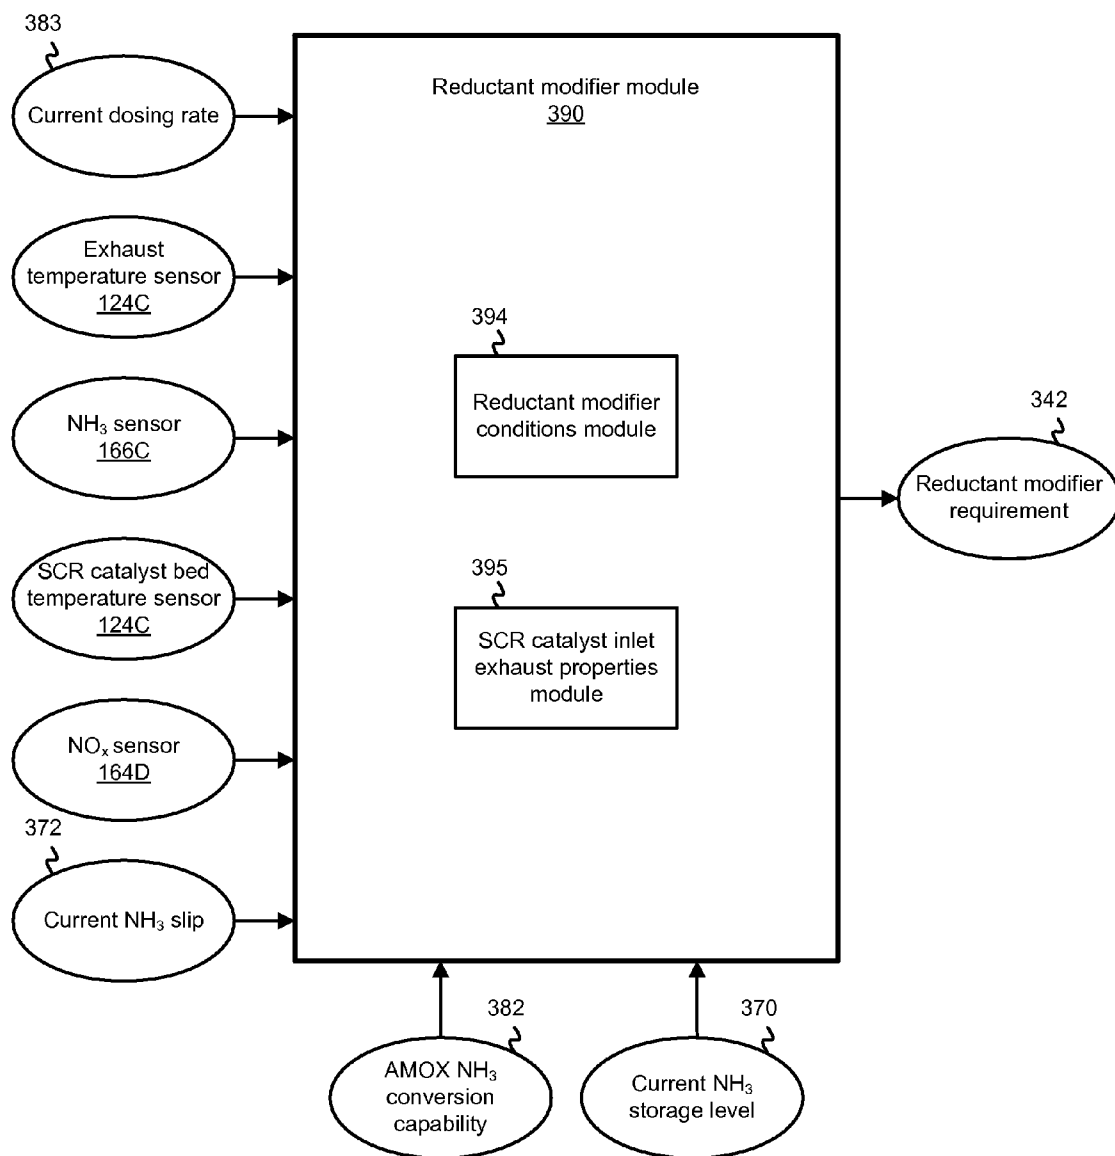 383
Current dosing rate
Reductant modifier module
390
Exhaust
temperature sensor
124C
394
NH₃ sensor
166C
Reductant modifier
conditions module
342
Reductant modifier
requirement
SCR catalyst bed
temperature sensor
124C
395
SCR catalyst inlet
exhaust properties
module
NOₓ sensor
164D
372
Current NH₃ slip
382
370
AMOX NH₃
conversion
capability
Current NH₃
storage level